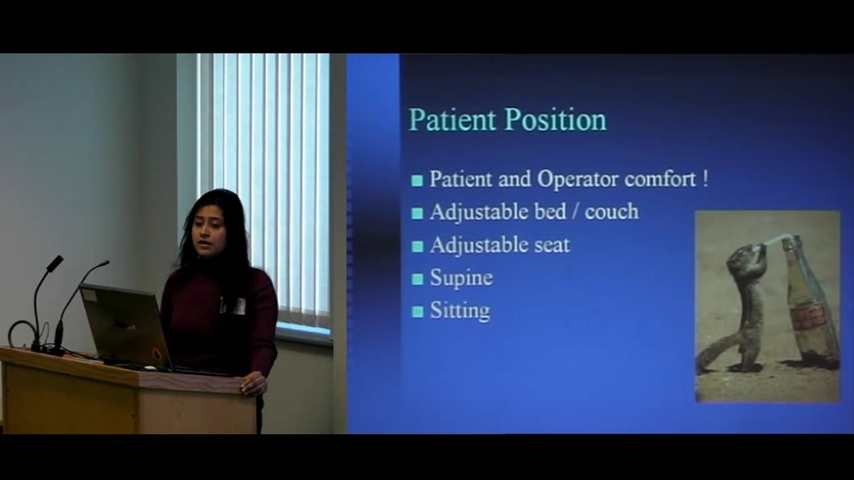 Patient Position
Patient and Operator comfort !
Adjustable bed / couch
Adjustable seat
Supine
Sitting